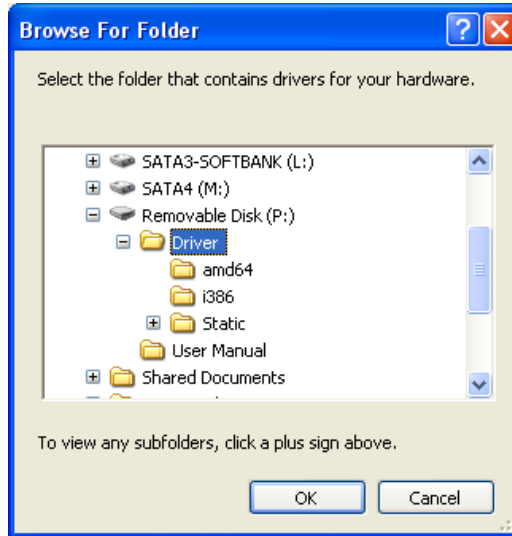 Browse For Folder
Select the folder that contains drivers for your hardware.
SATA3-SOFTBANK (L:)
SATA4 (M:)
Removable Disk (P:)
Driver
amd64
i386
Static
User Manual
Shared Documents
To view any subfolders, click a plus sign above.
OK Cancel